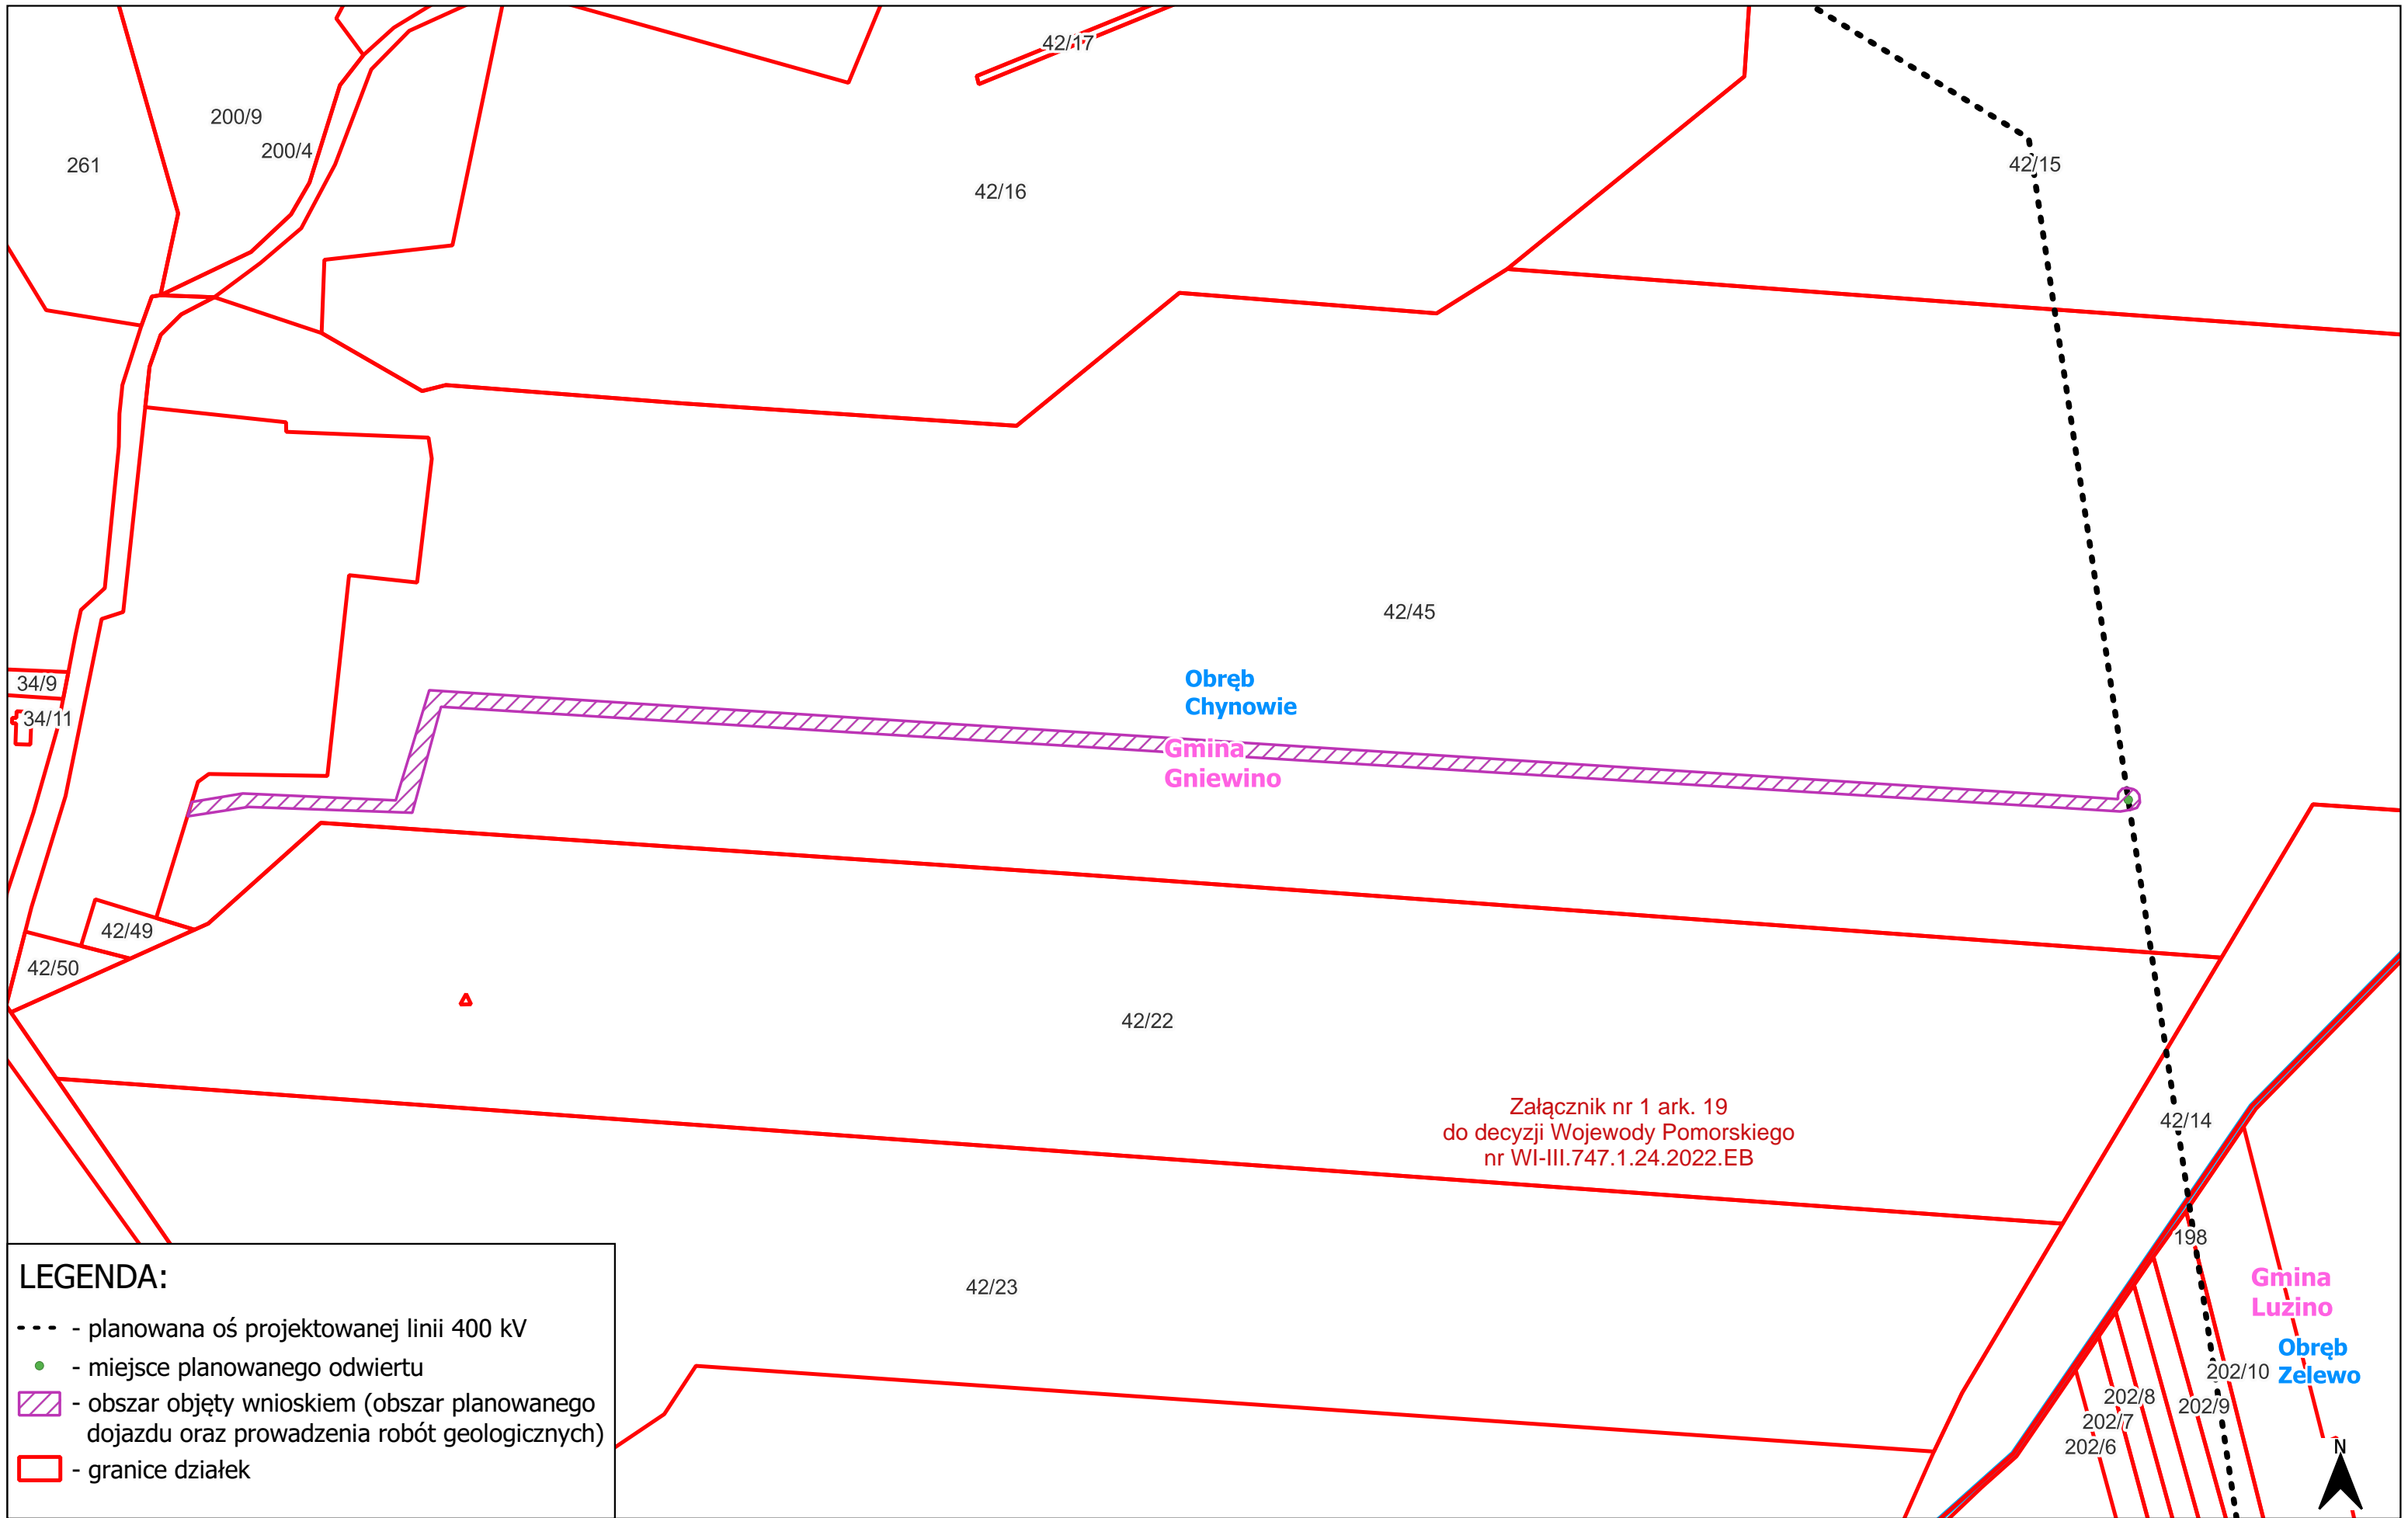 42/17
200/9
200/4
261
42/15
42/16
42/45
Obręb
Chynowie
34/9
34/11
Gmina
Gniewino
42/49
42/50
42/22
Załącznik nr 1 ark. 19
do decyzji Wojewody Pomorskiego
nr WI-III.747.1.24.2022.EB
42/14
198
42/23
Gmina
Luzino
Obręb
Zelewo
202/10
202/8
202/9
202/7
202/6
N
LEGENDA:
- planowana oś projektowanej linii 400 kV
- miejsce planowanego odwiertu
- obszar objęty wnioskiem (obszar planowanego
dojazdu oraz prowadzenia robót geologicznych)
- granice działek